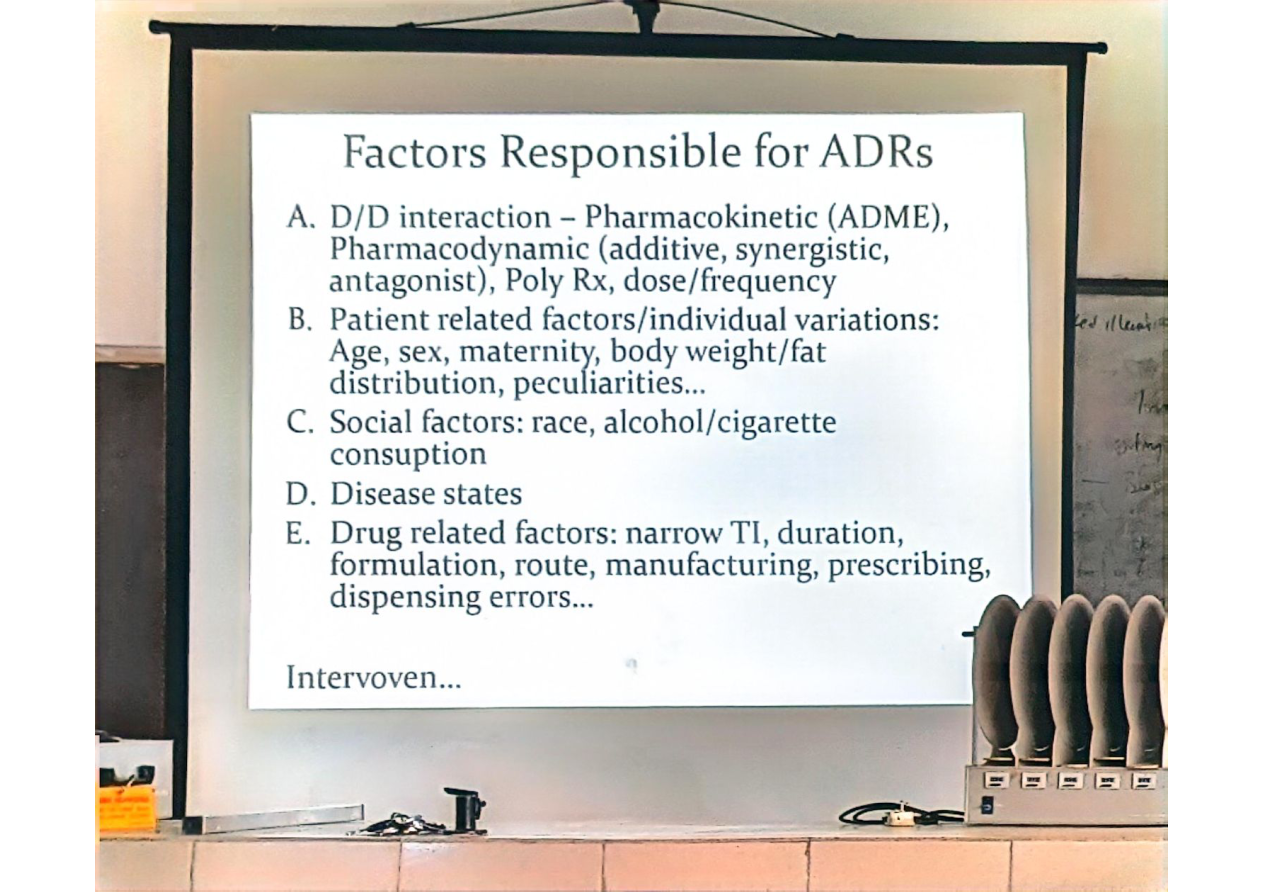 Factors Responsible for ADRs
A. D/D interaction – Pharmacokinetic (ADME),
Pharmacodynamic (additive, synergistic,
antagonist), Poly Rx, dose/frequency
B. Patient related factors/individual variations:
Age, sex, maternity, body weight/fat
distribution, peculiarities...
C. Social factors: race, alcohol/cigarette
consuption
D. Disease states
E. Drug related factors: narrow TI, duration,
formulation, route, manufacturing, prescribing,
dispensing errors...
Intervoven...